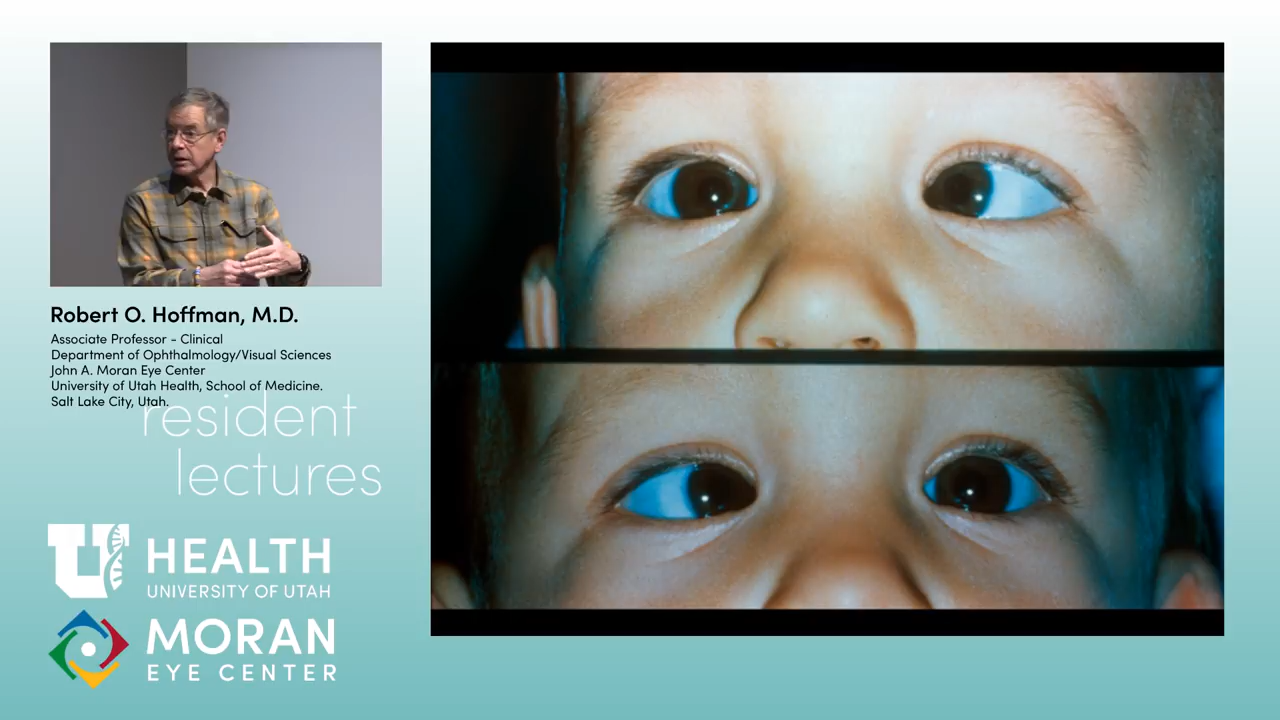 Robert O. Hoffman, M.D.
Associate Professor - Clinical
Department of Ophthalmology/Visual Sciences
John A. Moran Eye Center
University of Utah Health, School of Medicine.
Salt Lake City, Utah.
resident
lectures
U HEALTH
UNIVERSITY OF UTAH
MORAN
EYE CENTER